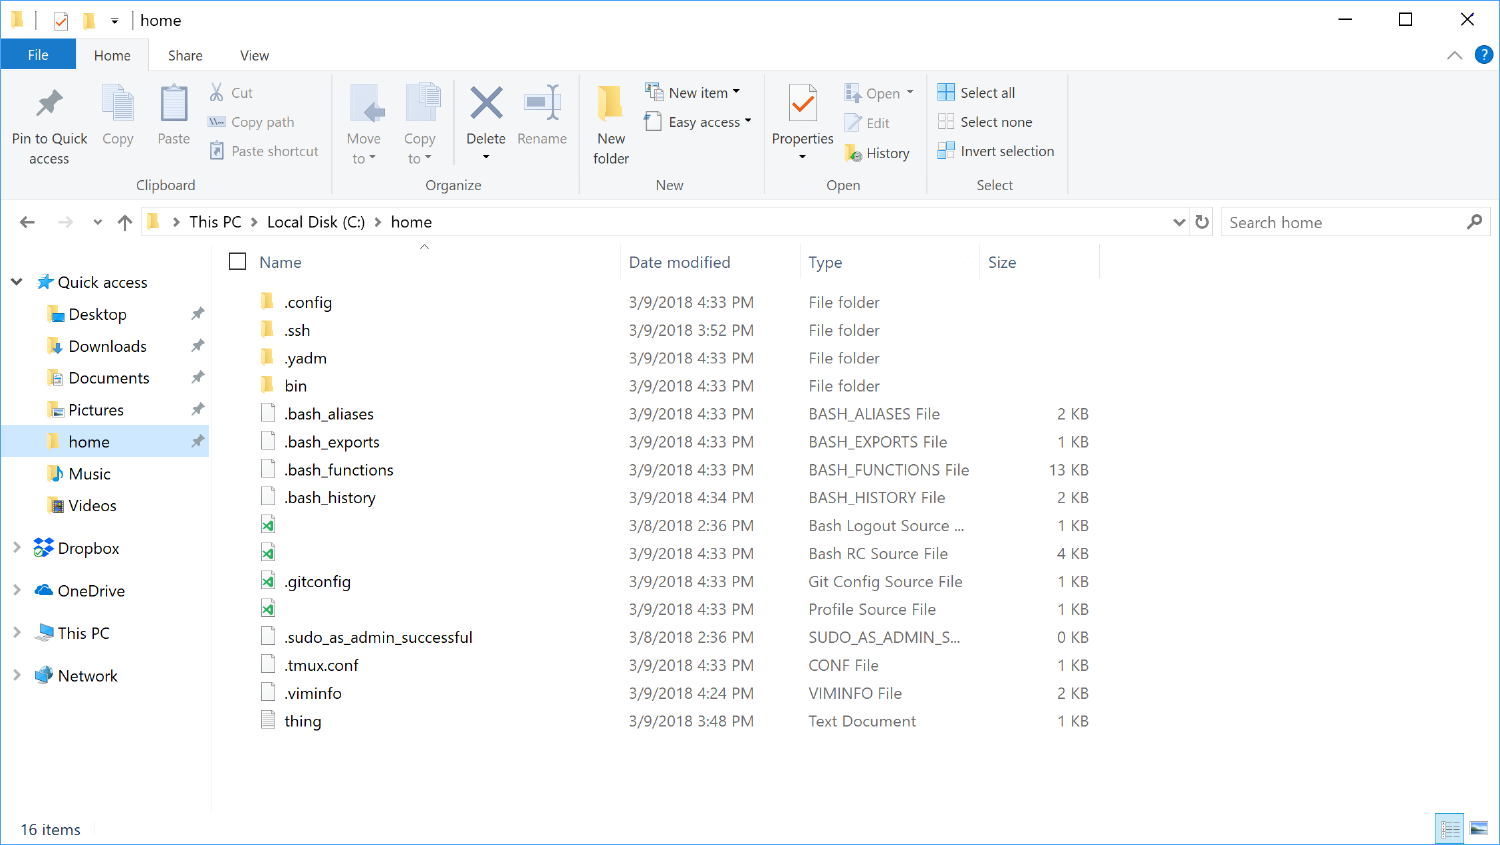 home
File Home Share View
Pin to Quick access
Copy
Paste
Cut
Copy path
Paste shortcut
Clipboard
Move to
Copy to
Delete
Rename
Organize
New folder
New item
Easy access
New
Properties
Open
Edit
History
Open
Select all
Select none
Invert selection
Select
This PC > Local Disk (C:) > home
Search home
Quick access
Desktop
Downloads
Documents
Pictures
home
Music
Videos
Dropbox
OneDrive
This PC
Network
Name Date modified Type Size
.config 3/9/2018 4:33 PM File folder
.ssh 3/9/2018 3:52 PM File folder
.yadm 3/9/2018 4:33 PM File folder
bin 3/9/2018 4:33 PM File folder
.bash_aliases 3/9/2018 4:33 PM BASH_ALIASES File 2 KB
.bash_exports 3/9/2018 4:33 PM BASH_EXPORTS File 1 KB
.bash_functions 3/9/2018 4:33 PM BASH_FUNCTIONS File 13 KB
.bash_history 3/9/2018 4:34 PM BASH_HISTORY File 2 KB
3/8/2018 2:36 PM Bash Logout Source ... 1 KB
3/9/2018 4:33 PM Bash RC Source File 4 KB
.gitconfig 3/9/2018 4:33 PM Git Config Source File 1 KB
3/9/2018 4:33 PM Profile Source File 1 KB
.sudo_as_admin_successful 3/8/2018 2:36 PM SUDO_AS_ADMIN_S... 0 KB
.tmux.conf 3/9/2018 4:33 PM CONF File 1 KB
.viminfo 3/9/2018 4:24 PM VIMINFO File 2 KB
thing 3/9/2018 3:48 PM Text Document 1 KB
16 items